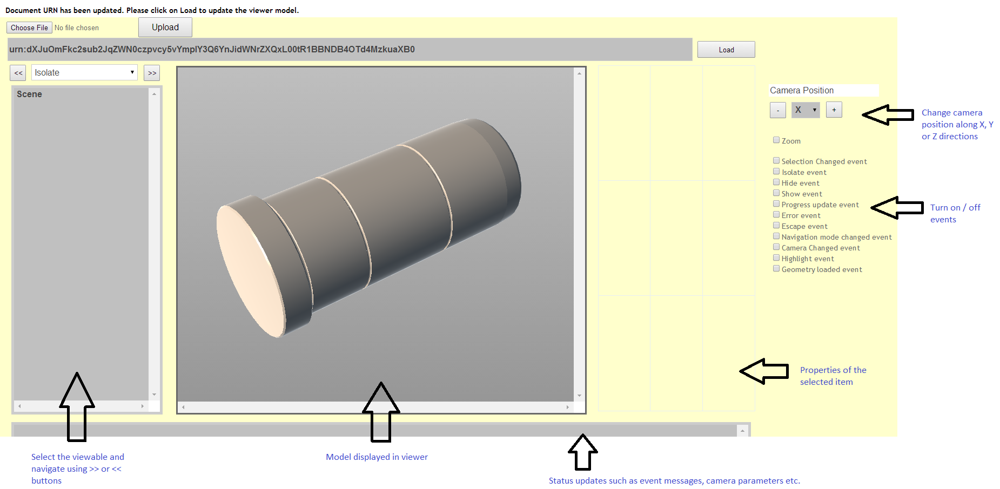 Document URN has been updated. Please click on Load to update the viewer model.
Choose File No file chosen
Upload
urn:dXJuOmFkc2sub2JqZWN0czpvcy5vYmplY3Q6YnJidWNrZXQxL00tR1BBNDB4OTd4MzkuaXB0
Load
<< Isolate >>
Scene
Camera Position
- X +
Change camera
position along X, Y
or Z directions
Zoom
Selection Changed event
Isolate event
Hide event
Show event
Progress update event
Error event
Escape event
Navigation mode changed event
Camera Changed event
Highlight event
Geometry loaded event
Turn on / off
events
Properties of the
selected item
Select the viewable and
navigate using >> or <<
buttons
Model displayed in viewer
Status updates such as event messages, camera parameters etc.